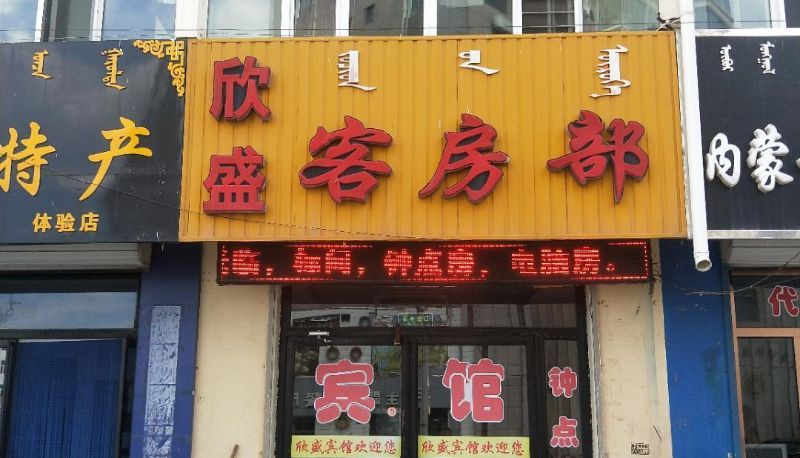 特产
体验店
欣盛
客房部
内蒙
临，标间，钟点房，电脑房。
代
宾馆
钟点
欣盛宾馆欢迎您
欣盛宾馆欢迎您